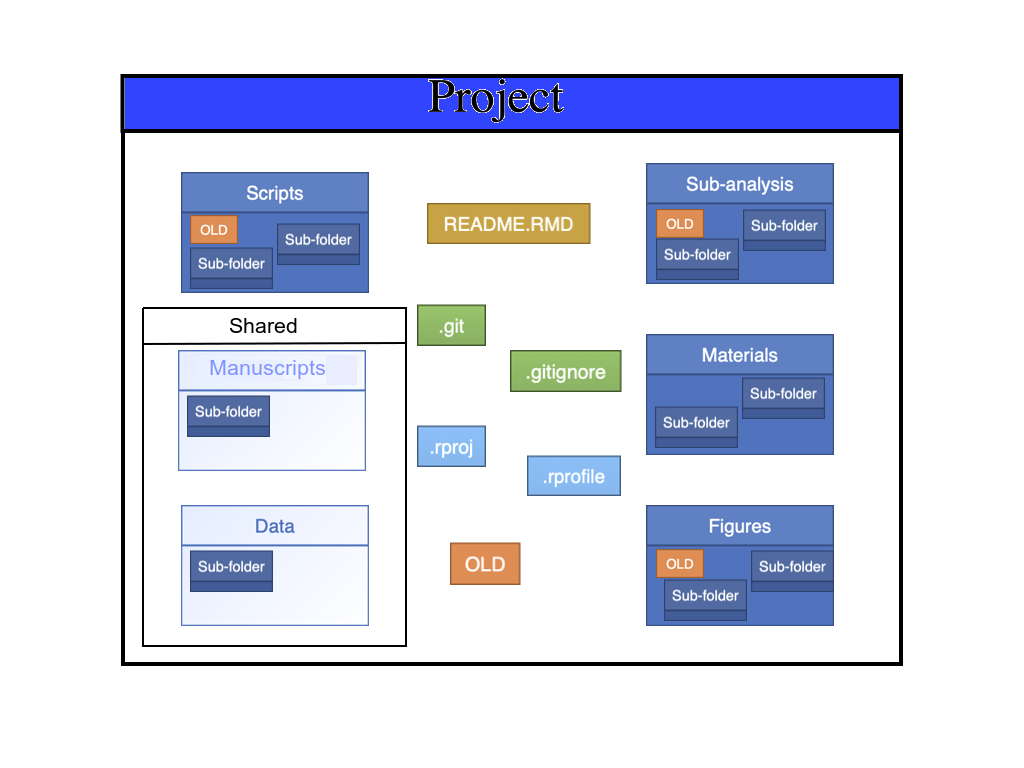 Project
Scripts
OLD
Sub-folder
Sub-folder
README.RMD
Sub-analysis
OLD
Sub-folder
Sub-folder
Shared
Manuscripts
Sub-folder
Data
Sub-folder
.git
.gitignore
.rproj
.rprofile
OLD
Materials
Sub-folder
Sub-folder
Figures
OLD
Sub-folder
Sub-folder